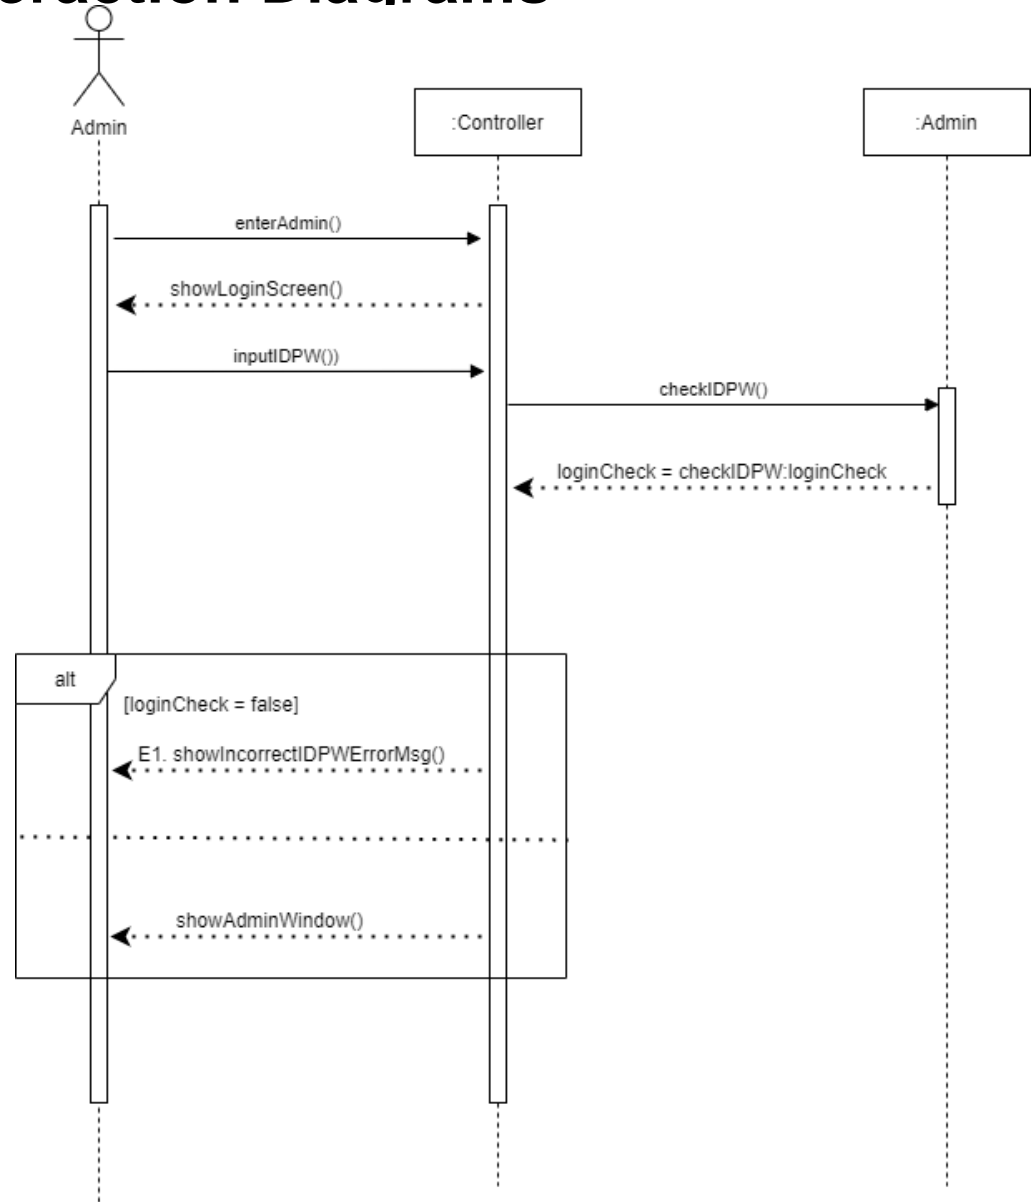 Admin
:Controller
:Admin
enterAdmin()
showLoginScreen()
inputIDPW())
checkIDPW()
loginCheck = checkIDPW:loginCheck
alt
[loginCheck = false]
E1. showIncorrectIDPWErrorMsg()
showAdminWindow()